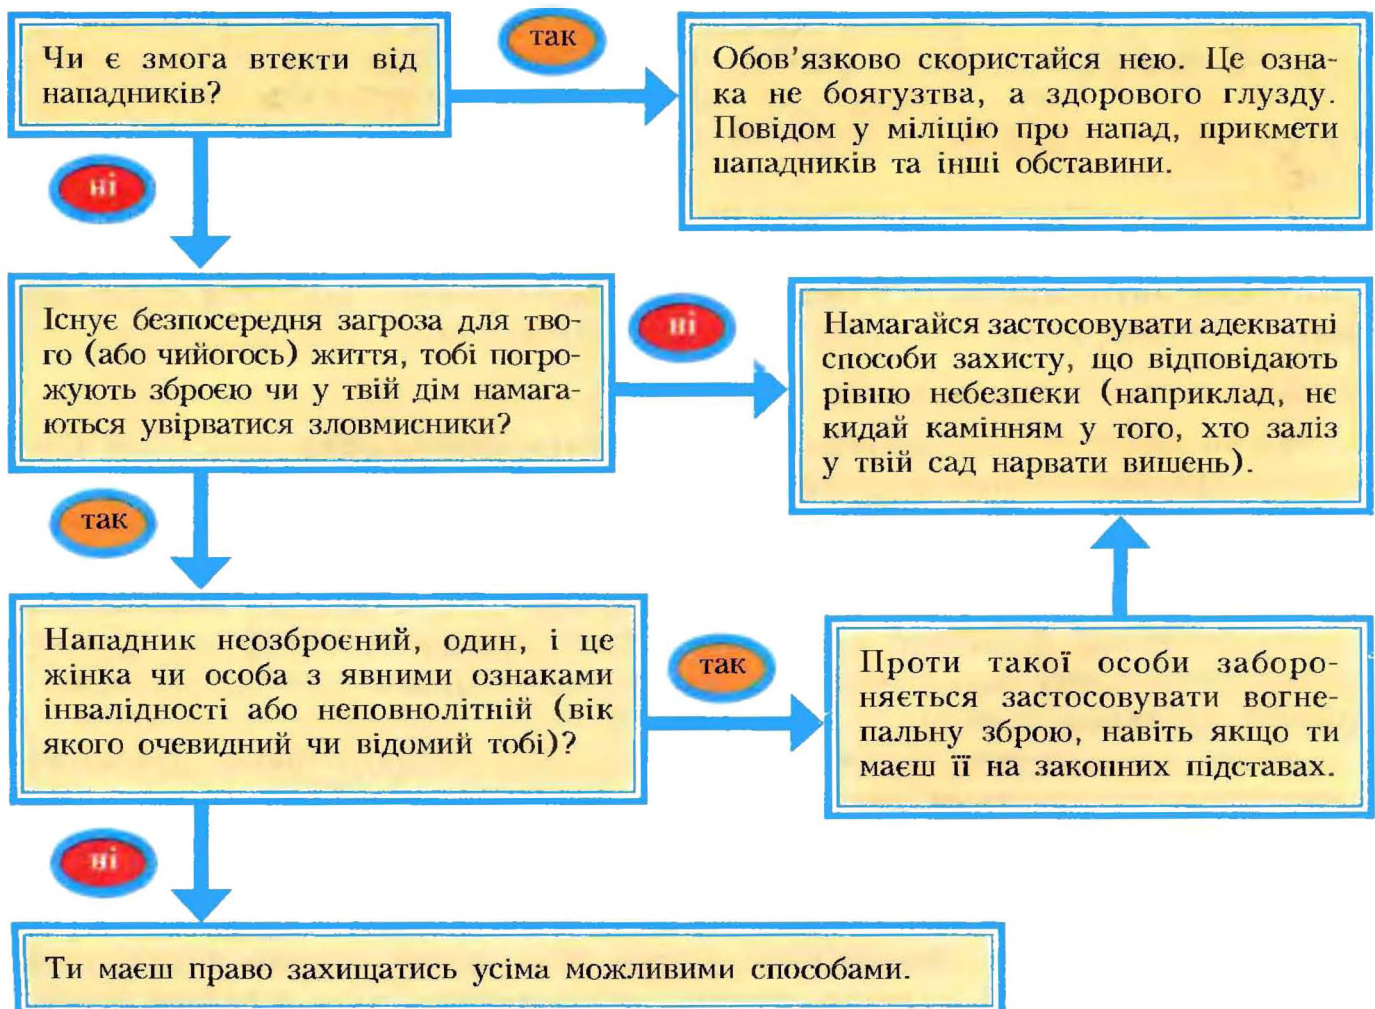 Чи є змога втекти від
нападників?
так
Обов’язково скористайся нею. Це озна-
ка не боягузтва, а здорового глузду.
Повідом у міліцію про напад, прикмети
нападників та інші обставини.
ні
Існує безпосередня загроза для тво-
го (або чийогось) життя, тобі погро-
жують зброєю чи у твій дім намага-
ються увірватися зловмисники?
ні
Намагайся застосовувати адекватні
способи захисту, що відповідають
рівню небезпеки (наприклад, не
кидай камінням у того, хто заліз
у твій сад нарвати вишень).
так
Нападник неозброєний, один, і це
жінка чи особа з явними ознаками
інвалідності або неповнолітній (вік
якого очевидний чи відомий тобі)?
так
Проти такої особи заборо-
няється застосовувати вогне-
пальну зброю, навіть якщо ти
маєш її на законних підставах.
ні
Ти маєш право захищатись усіма можливими способами.